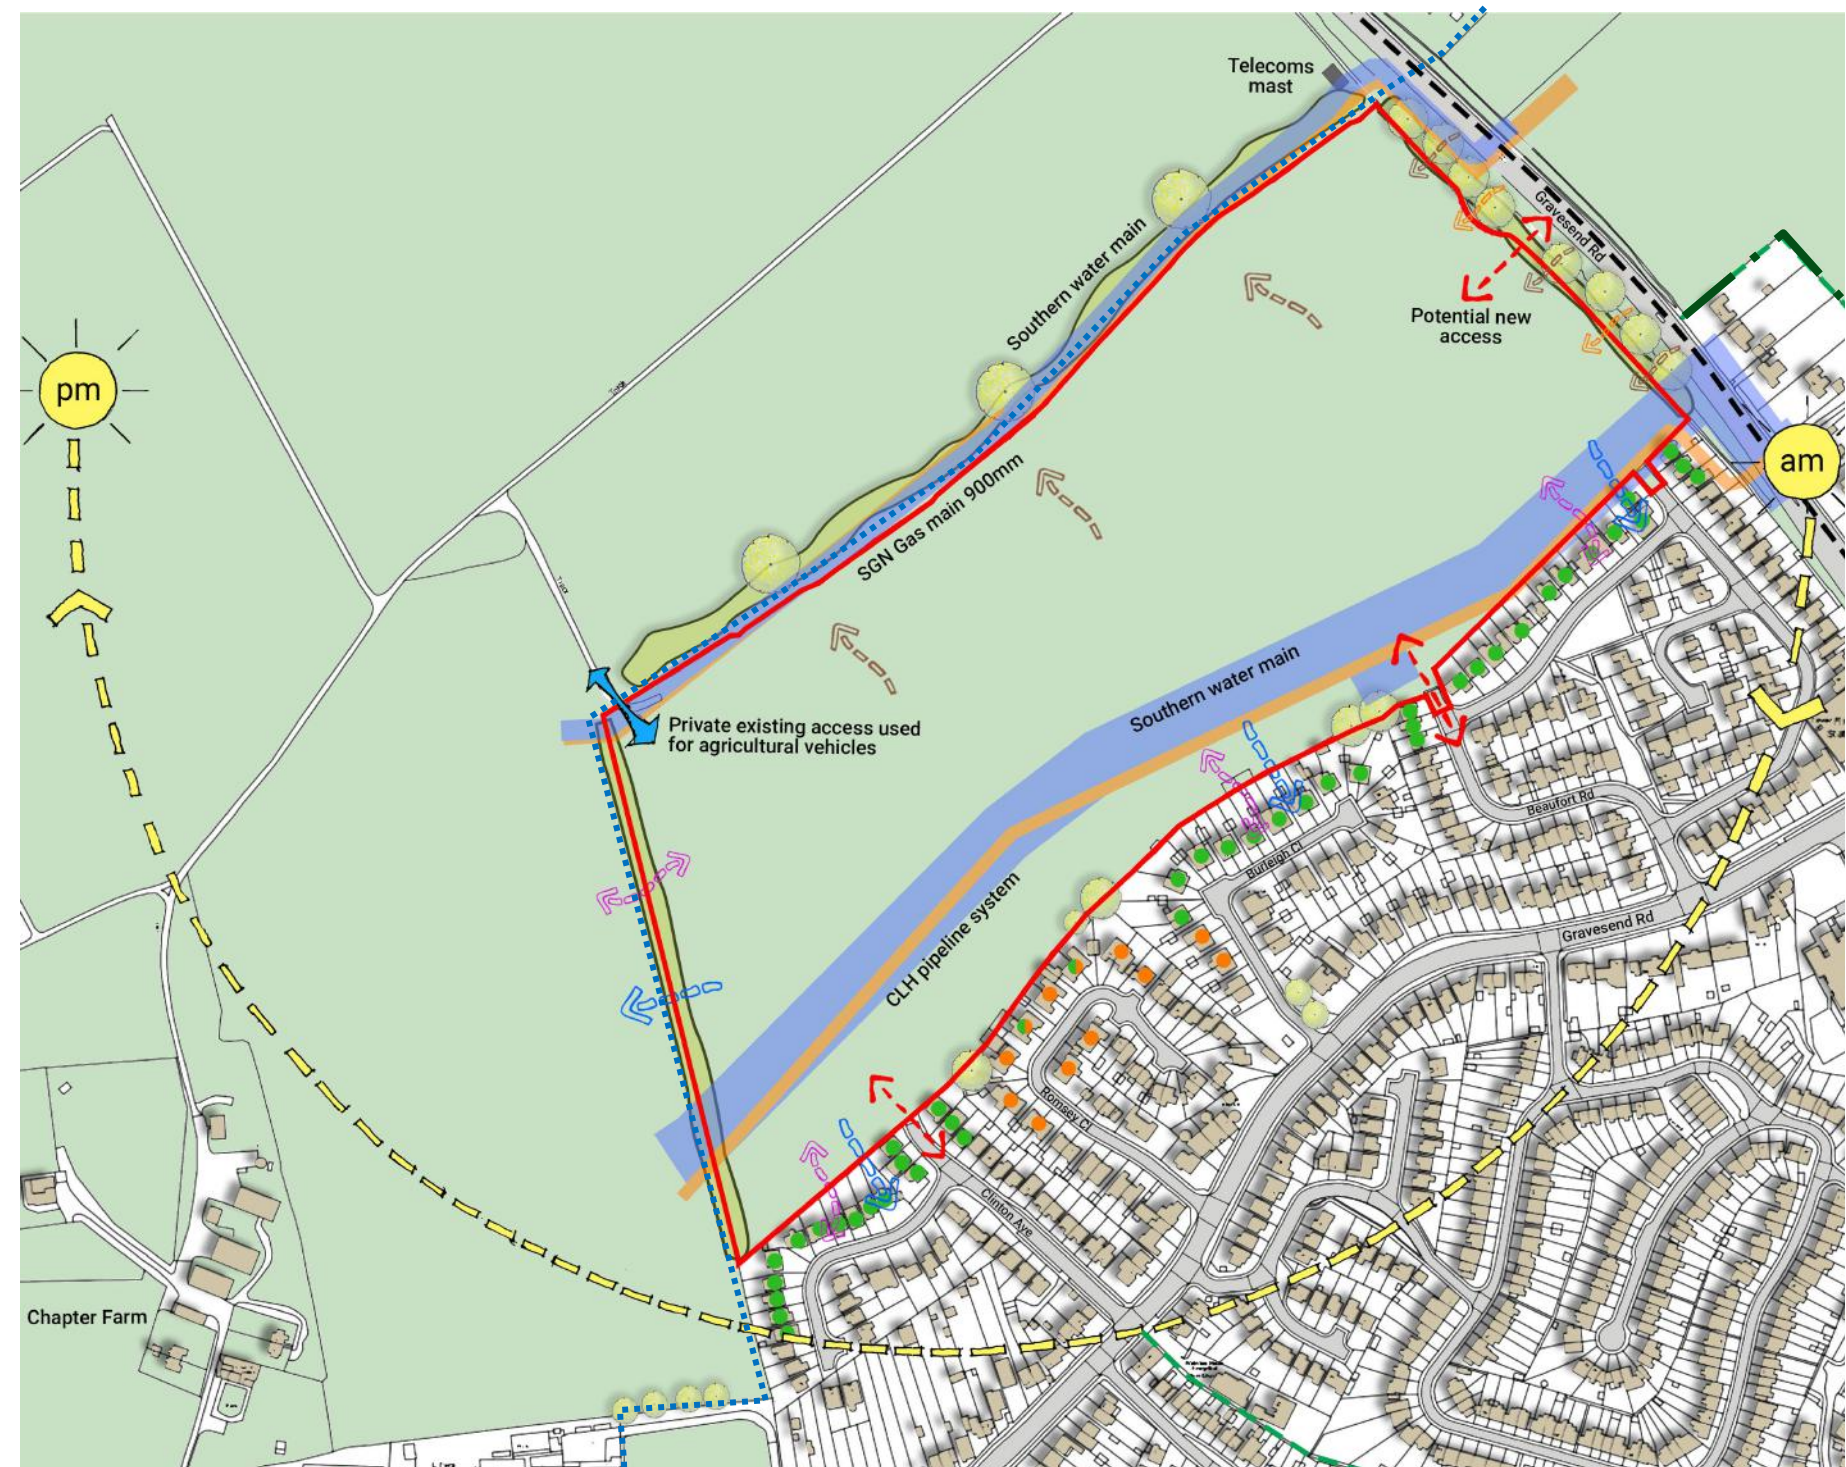 Telecoms
mast
Gravesend Rd
Southern water main
Potential new
access
pm
am
Track
SGN Gas main 900mm
Track
Private existing access used
for agricultural vehicles
Southern water main
Beaufort Rd
Burleigh Cl
Gravesend Rd
CLH pipeline system
Romsey Cl
Clinton Ave
Chapter Farm